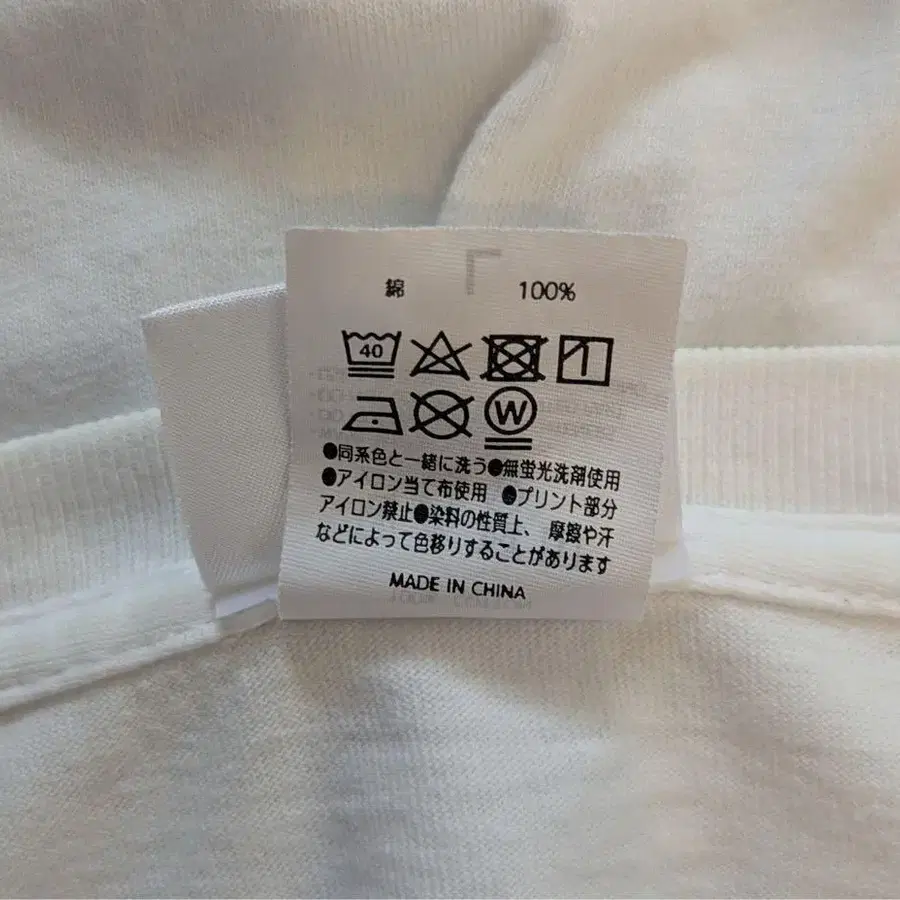 綿 100%
40
W
●同系色と一緒に洗う●無蛍光洗剤使用
●アイロン当て布使用 ●プリント部分
アイロン禁止●染料の性質上、摩擦や汗
などによって色移りすることがあります
MADE IN CHINA